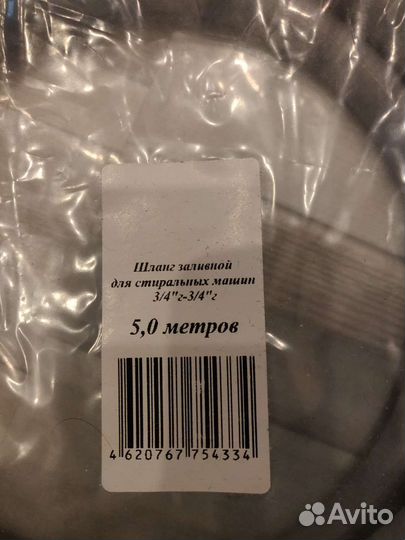 Шланг заливной
для стиральных машин
3/4"г-3/4"г
5,0 метров
4 620767 754334
Avito